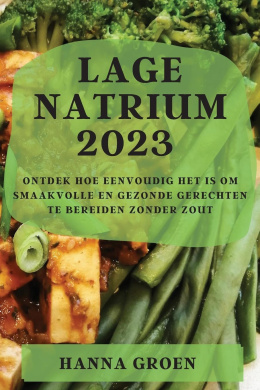 LAGE
NATRIUM
2023
ONTDEK HOE EENVOUDIG HET IS OM
SMAAKVOLLE EN GEZONDE GERECHTEN
TE BEREIDEN ZONDER ZOUT
HANNA GROEN